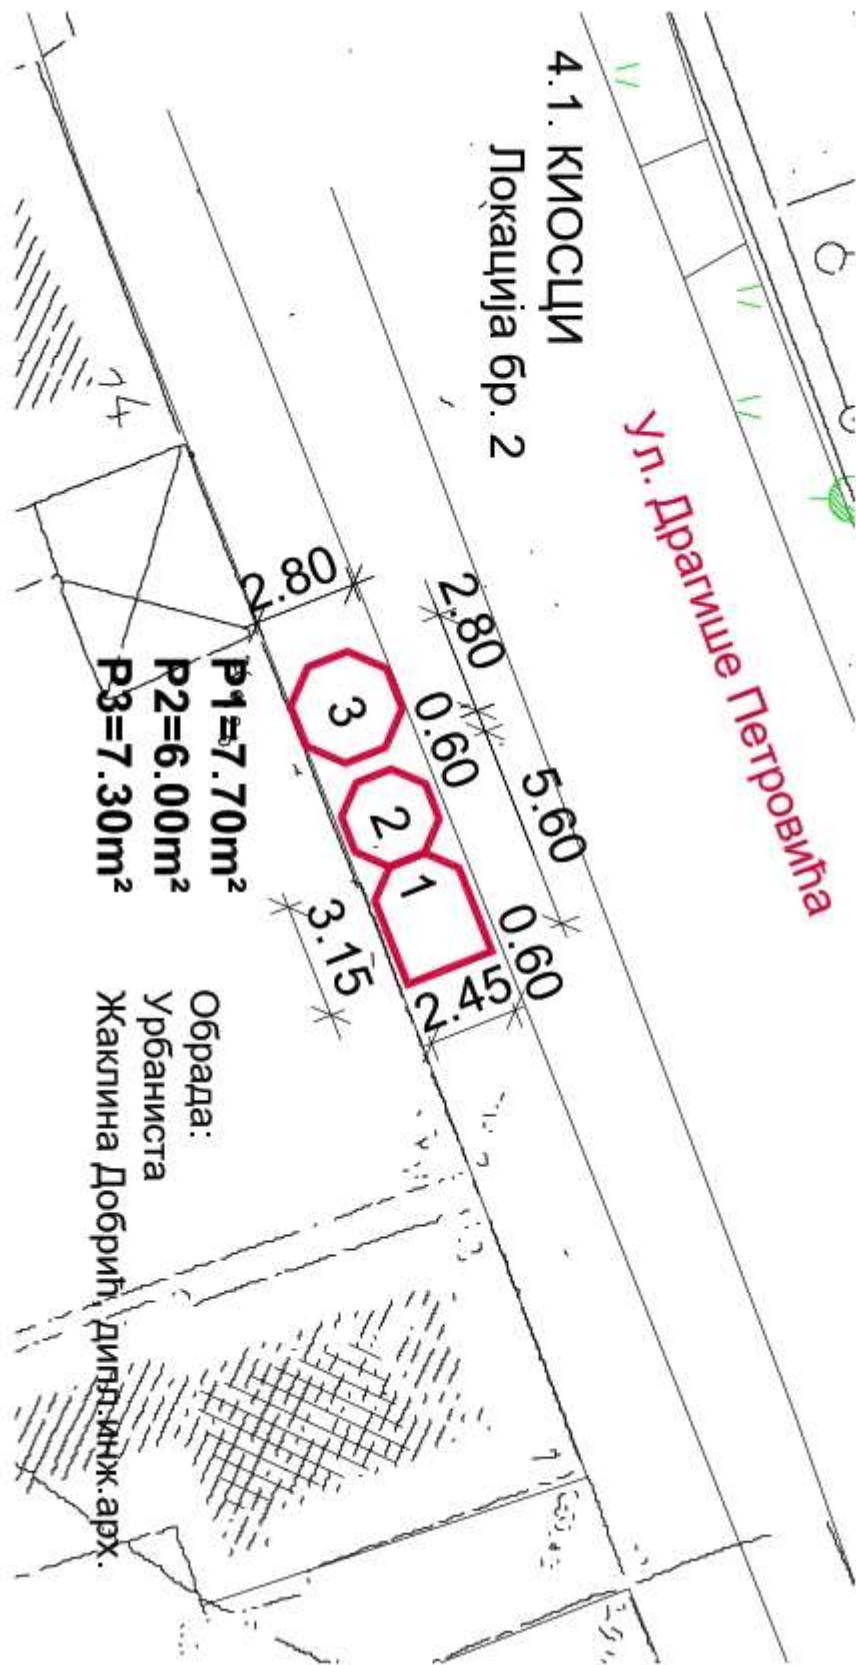 4.1. КИОСЦИ
Локација бр. 2
Ул. Драгише Петровића
2.80
2.80
0.60
5.60
0.60
2.45
3.15
3
2
1
P1=7.70m²
P2=6.00m²
P3=7.30m²
Обрада:
Урбаниста
Жаклина Добрић, дипл.инж.арх.
14